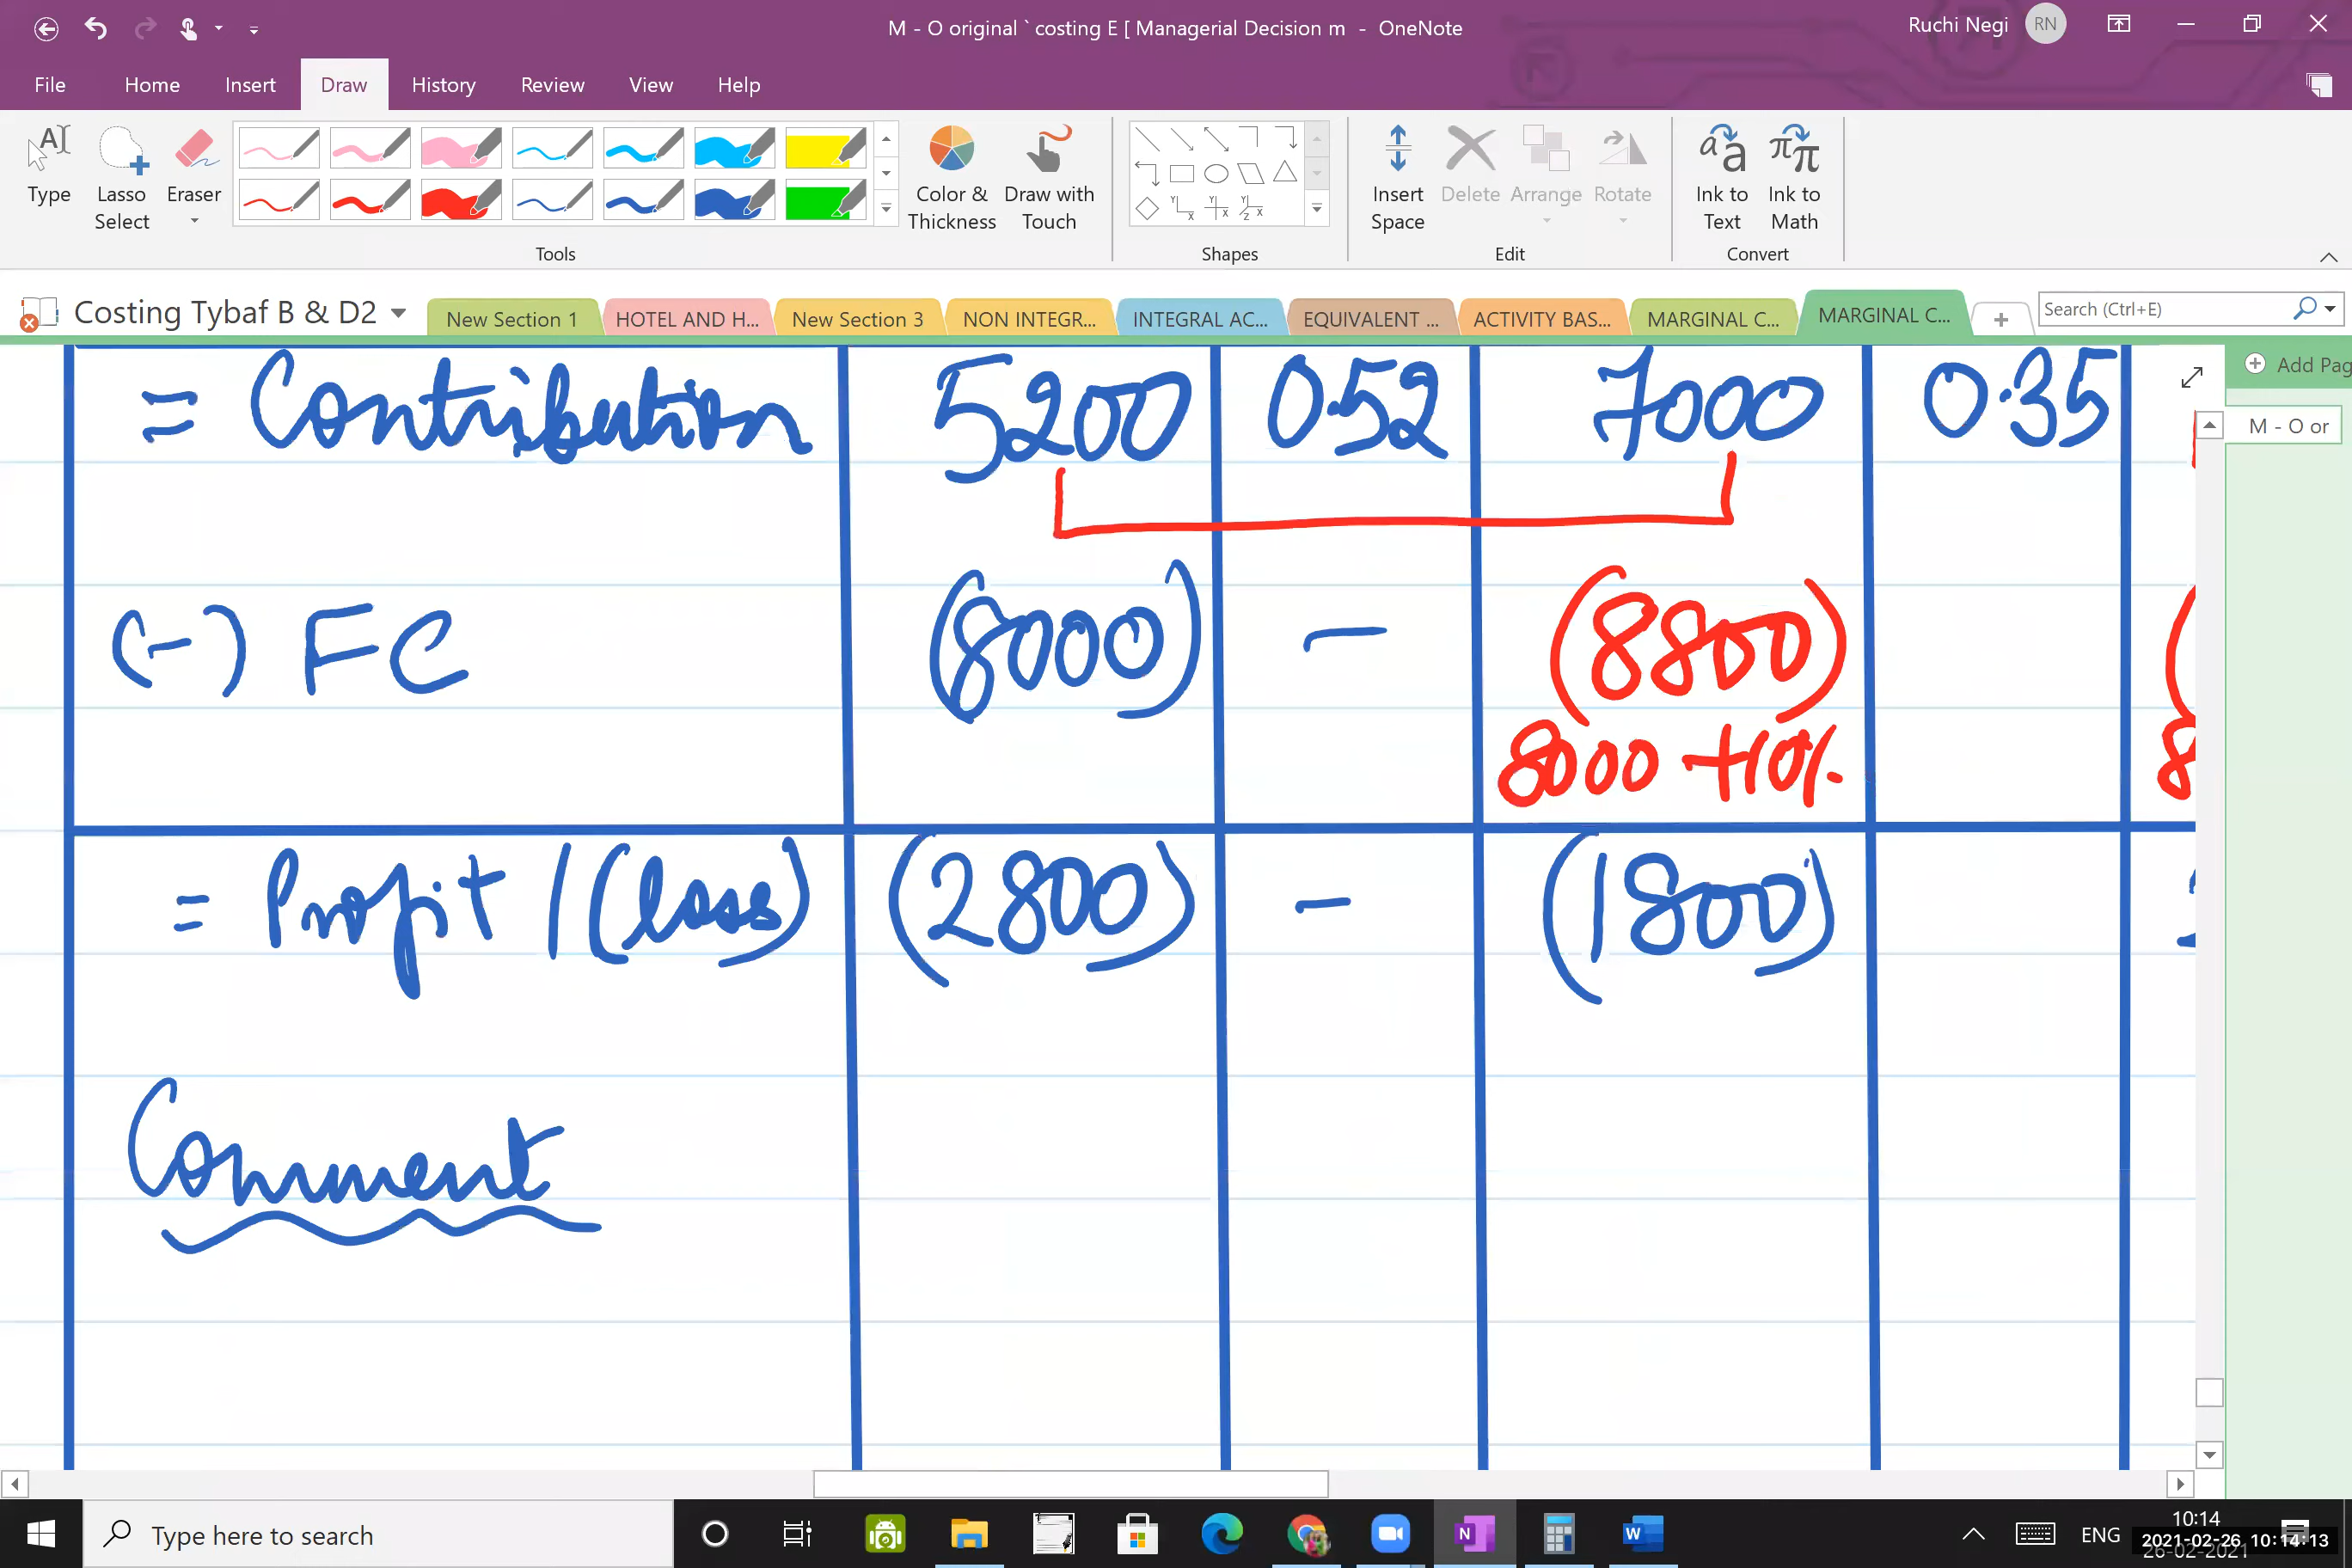 M - O original ` costing E [ Managerial Decision m - OneNote
Ruchi Negi RN
File Home Insert Draw History Review View Help
Type
Lasso Select
Eraser
Color & Thickness
Draw with Touch
Insert Space
Delete
Arrange
Rotate
Ink to Text
Ink to Math
Tools Shapes Edit Convert
Costing Tybaf B & D2
New Section 1 HOTEL AND H... New Section 3 NON INTEGR... INTEGRAL AC... EQUIVALENT ... ACTIVITY BAS... MARGINAL C... MARGINAL C... +
Search (Ctrl+E)
Add Pag
M - O or
= Contribution 5200 0.52 7000 0.35
(-) FC (8000) - (8800)
8000 +10%
= Profit / (loss) (2800) - (1800)
Comment
Type here to search
ENG
10:14
2021-02-26 10:14:13